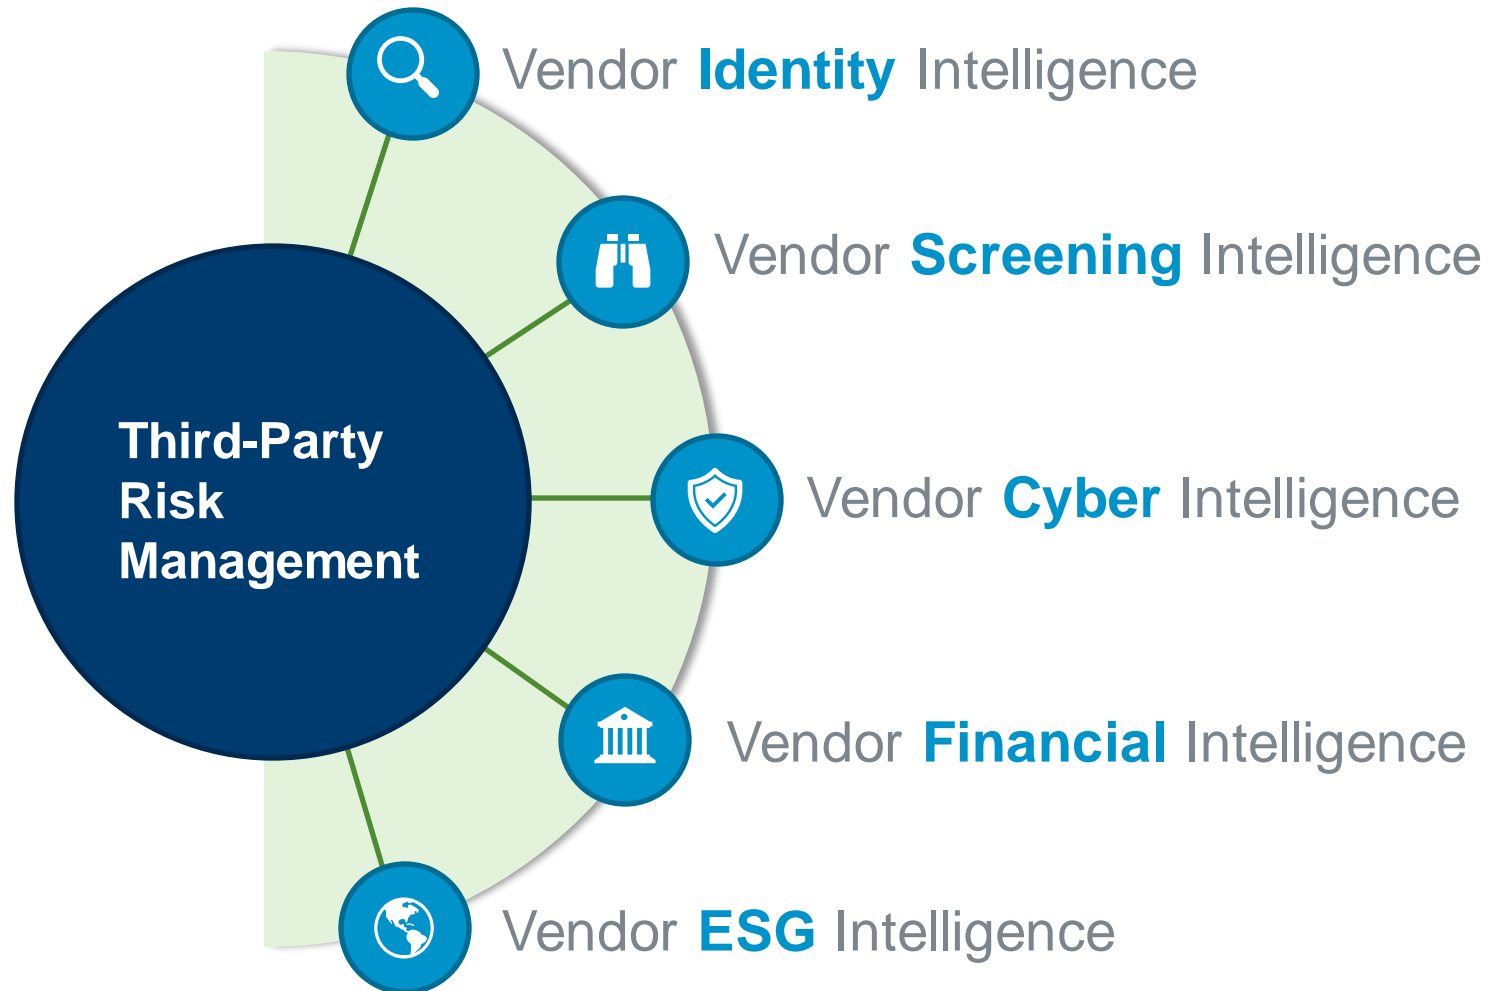 Vendor Identity Intelligence
Vendor Screening Intelligence
Third-Party
Risk
Management
Vendor Cyber Intelligence
Vendor Financial Intelligence
Vendor ESG Intelligence